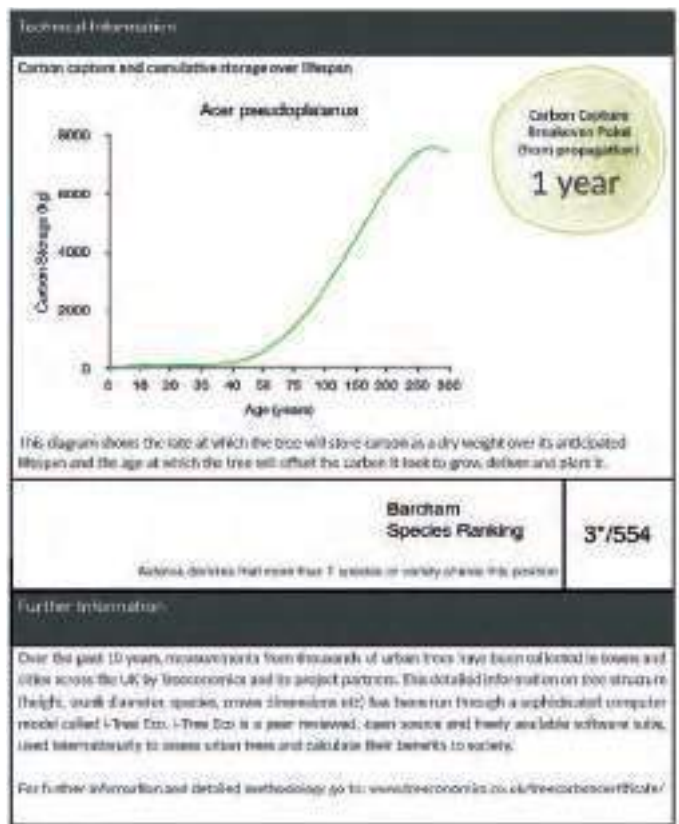 Technical Information
Carbon capture and cumulative storage over lifespan
Acer pseudoplatanus
Carbon Capture
Breakeven Point
(from propagation)
1 year
8000
6000
4000
2000
0
Carbon Storage (kg)
0 10 20 30 40 50 75 100 150 200 250 300
Age (years)
This diagram shows the rate at which the tree will store carbon as a dry weight over its anticipated
lifespan and the age at which the tree will offset the carbon it took to grow, deliver and plant it.
Barcham
Species Ranking
3*/554
Asterisk denotes that more than 1 species or variety shares this position
Further Information
Over the past 10 years, measurements from thousands of urban trees have been collected in towns and
cities across the UK by Treeconomics and its project partners. This detailed information on tree structure
(height, trunk diameter, species, crown dimensions etc) has been run through a sophisticated computer
model called i-Tree Eco. i-Tree Eco is a peer reviewed, open source and freely available software suite,
used internationally to assess urban trees and calculate their benefits to society.
For further information and detailed methodology go to: www.treeconomics.co.uk/treecarboncertificate/